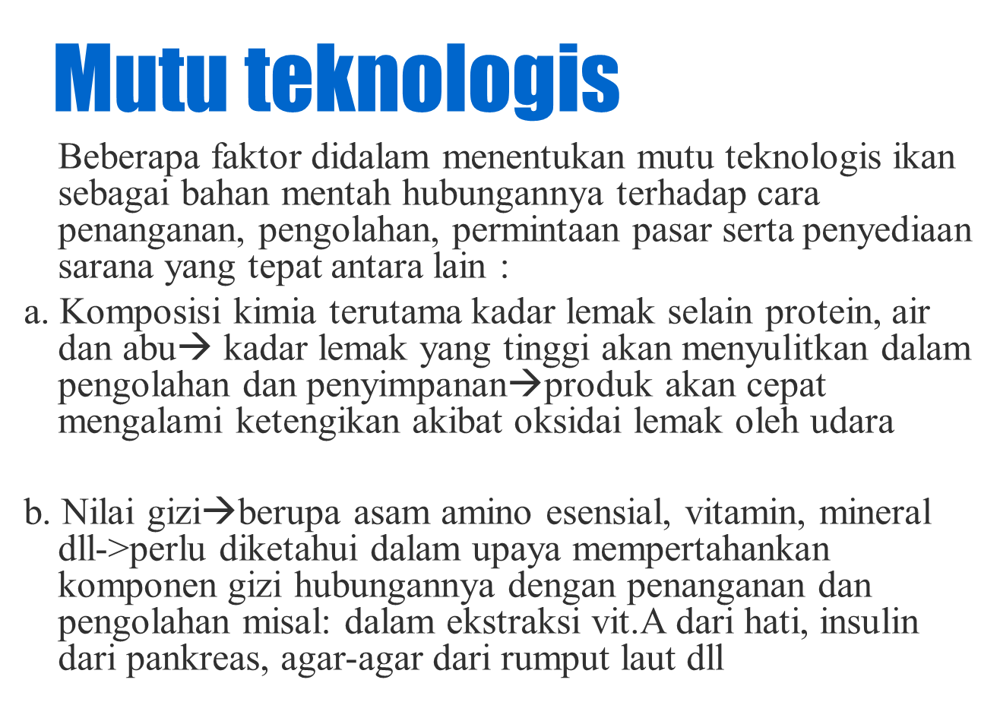 Mutu teknologis
Beberapa faktor didalam menentukan mutu teknologis ikan
sebagai bahan mentah hubungannya terhadap cara
penanganan, pengolahan, permintaan pasar serta penyediaan
sarana yang tepat antara lain :
a. Komposisi kimia terutama kadar lemak selain protein, air
dan abu→ kadar lemak yang tinggi akan menyulitkan dalam
pengolahan dan penyimpanan→produk akan cepat
mengalami ketengikan akibat oksidai lemak oleh udara
b. Nilai gizi→berupa asam amino esensial, vitamin, mineral
dll->perlu diketahui dalam upaya mempertahankan
komponen gizi hubungannya dengan penanganan dan
pengolahan misal: dalam ekstraksi vit.A dari hati, insulin
dari pankreas, agar-agar dari rumput laut dll